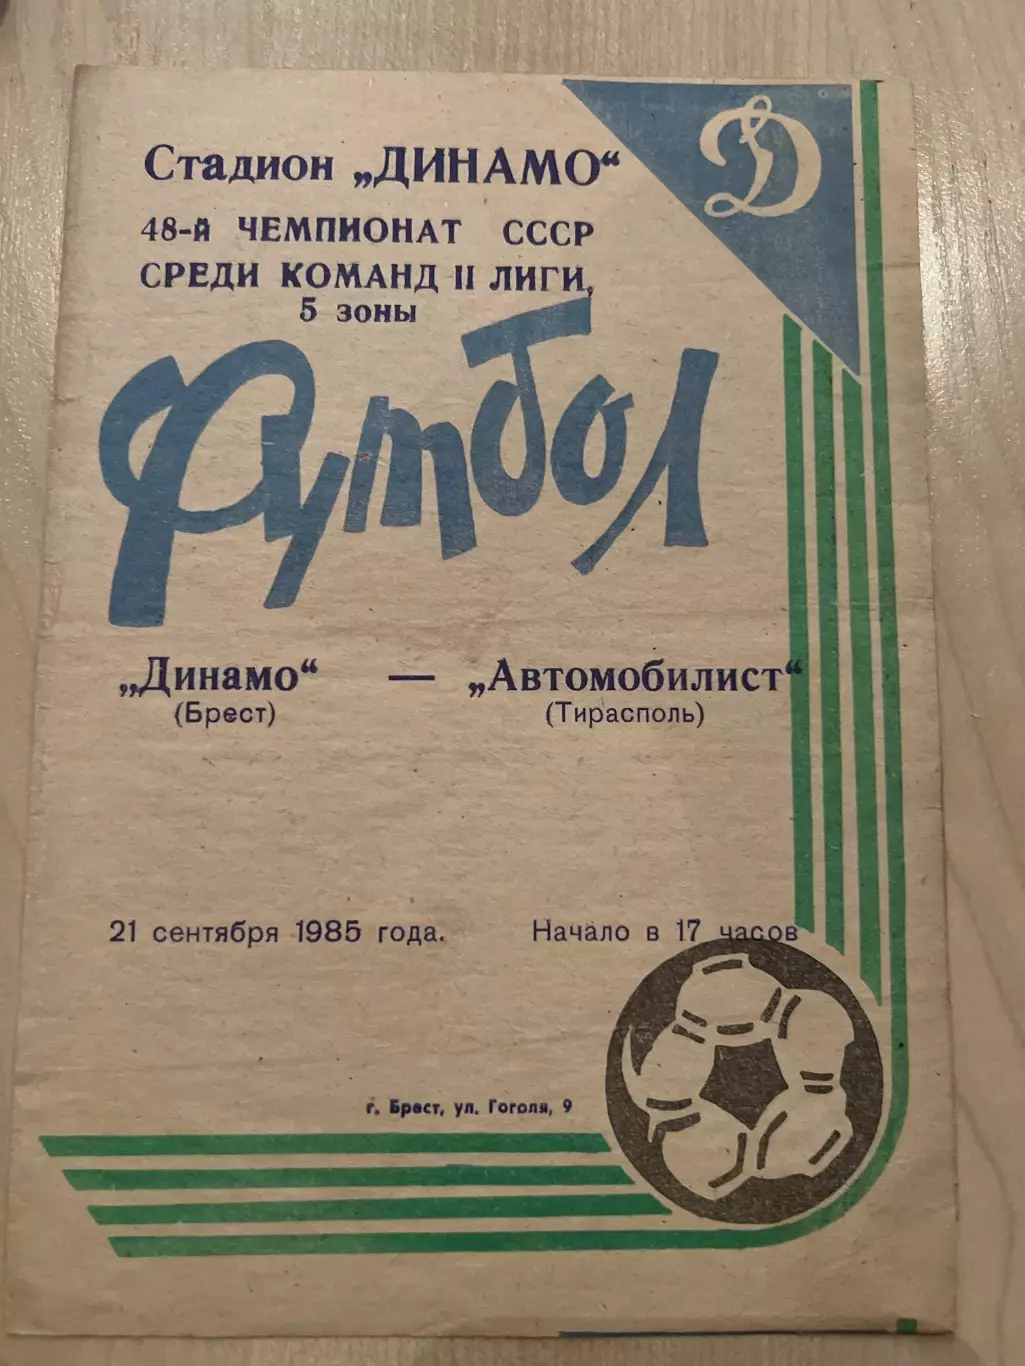 Стадион „ДИНАМО“
48-й ЧЕМПИОНАТ СССР
СРЕДИ КОМАНД II ЛИГИ,
5 зоны
Футбол
„Динамо“ — „Автомобилист“
(Брест) (Тирасполь)
21 сентября 1985 года. Начало в 17 часов
г. Брест, ул. Гоголя, 9
Д